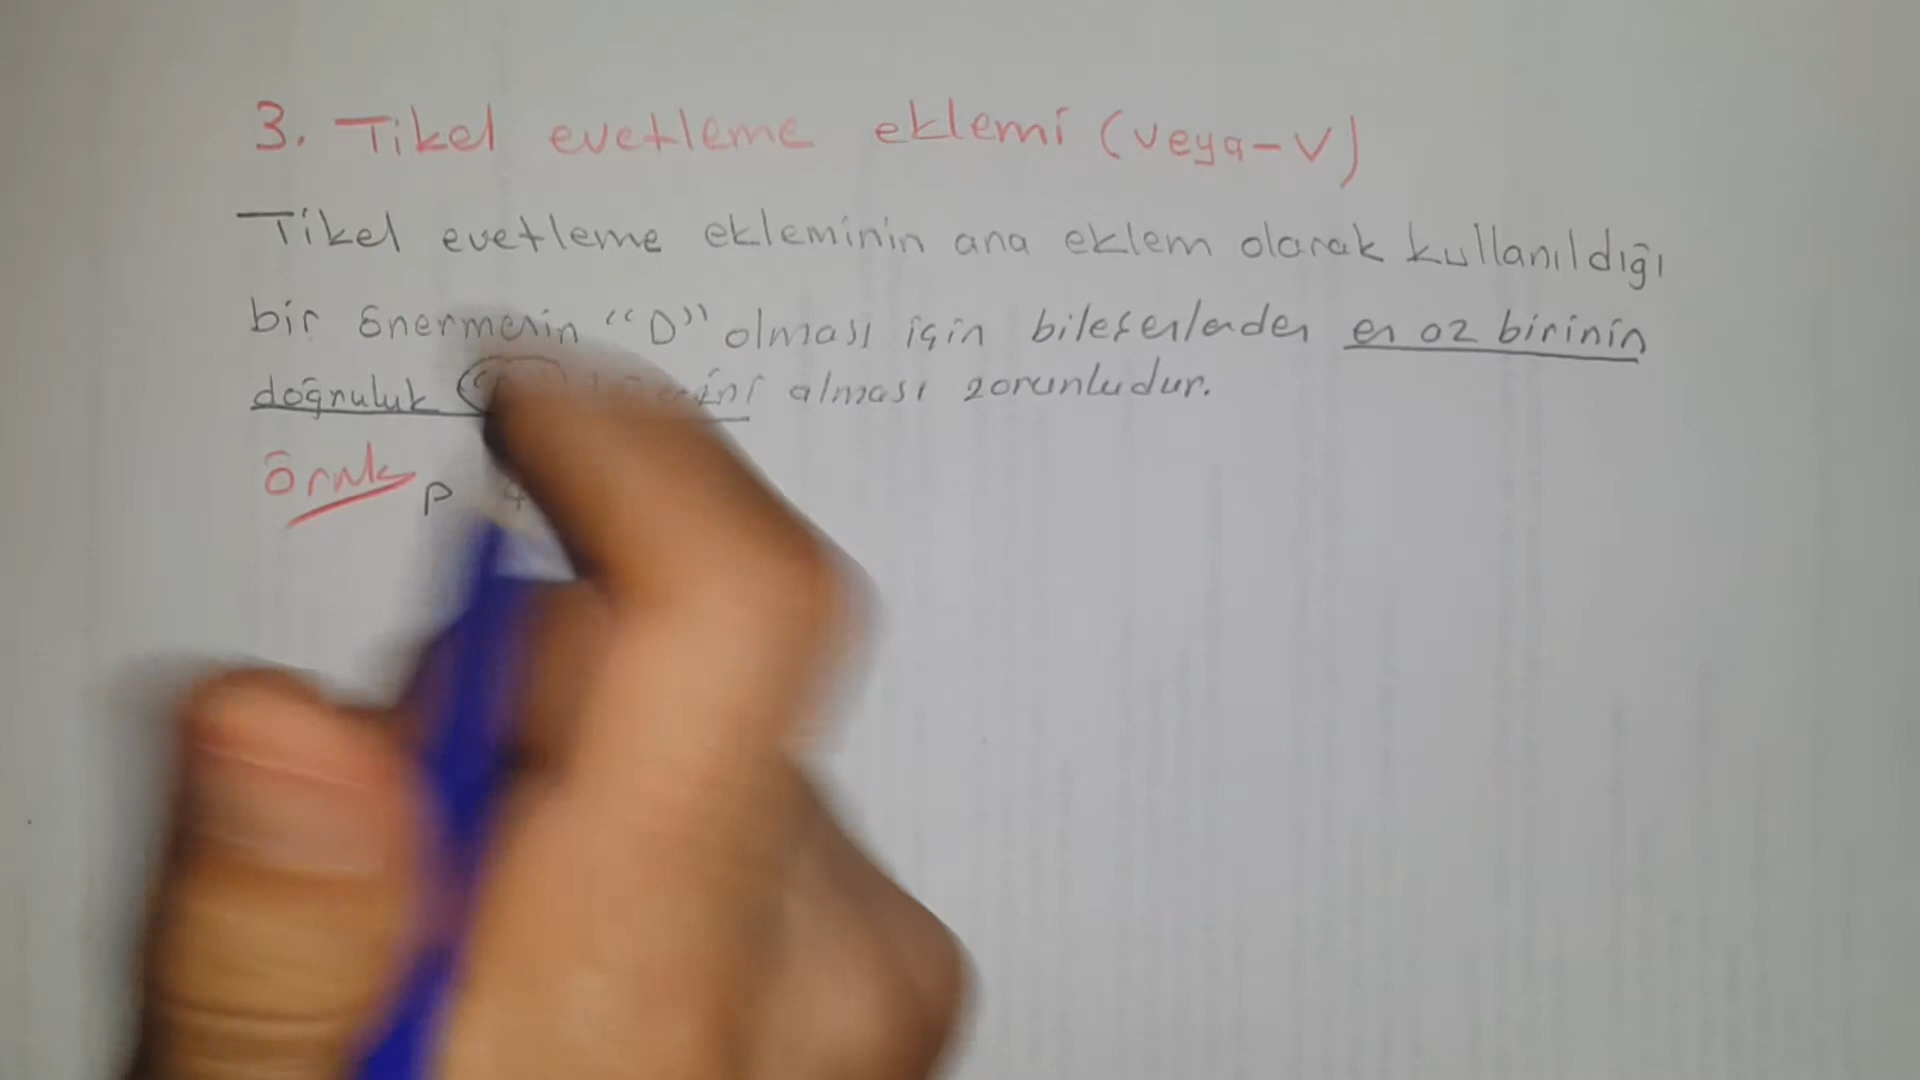 3. Tikel evetleme eklemi (veya-V)
Tikel evetleme ekleminin ana eklem olarak kullanıldığı
bir önermenin "D" olması için bileşenlerden en az birinin
doğruluk alması zorunludur.
Örnek p q